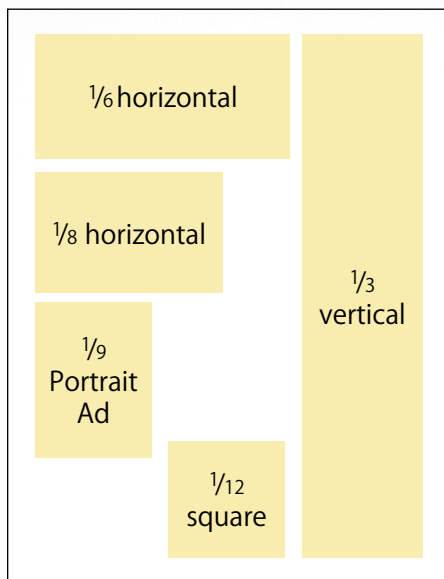 1/6 horizontal
1/8 horizontal
1/3
vertical
1/9
Portrait
Ad
1/12
square